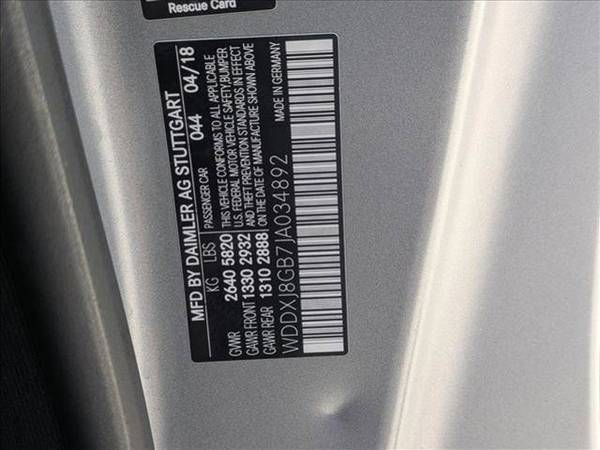 Rescue Card
MFD BY DAIMLER AG STUTTGART
044 04/18
KG LBS PASSENGER CAR
GVWR 2640 5820
GAWR FRONT 1330 2932
GAWR REAR 1310 2888
THIS VEHICLE CONFORMS TO ALL APPLICABLE
U.S. FEDERAL MOTOR VEHICLE SAFETY,BUMPER
AND THEFT PREVENTION STANDARDS IN EFFECT
ON THE DATE OF MANUFACTURE SHOWN ABOVE
WDDXJ8GB7JA034892
MADE IN GERMANY